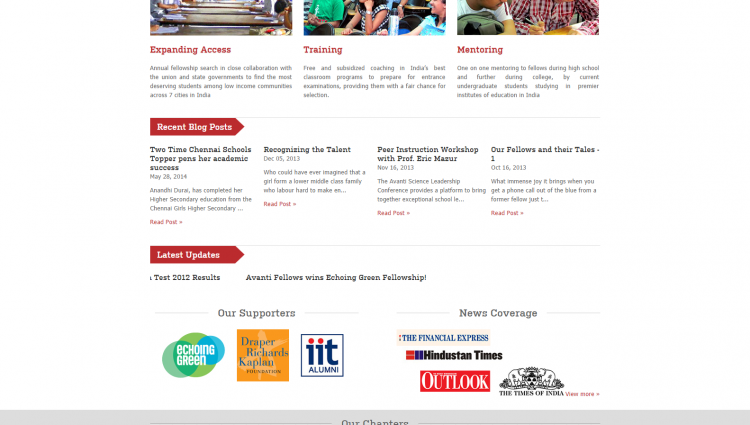 Expanding Access
Annual fellowship search in close collaboration
with the union and state governments to find the most
deserving students among low income communities
across 7 cities in India
Training
Free and subsidized coaching in India's best
classroom programs to prepare for entrance
examinations, providing them with a fair chance for
selection.
Mentoring
One on one mentoring to fellows during high school
and further during college, by current
undergraduate students studying in premier
institutes of education in India
Recent Blog Posts
Two Time Chennai Schools
Topper pens her academic
success
May 28, 2014
Anandhi Durai, has completed her
Higher Secondary education from the
Chennai Girls Higher Secondary ...
Read Post »
Recognizing the Talent
Dec 05, 2013
Who could have ever imagined that a
girl form a lower middle class family
who labour hard to make en...
Read Post »
Peer Instruction Workshop
with Prof. Eric Mazur
Nov 16, 2013
The Avanti Science Leadership
Conference provides a platform to bring
together exceptional school le...
Read Post »
Our Fellows and their Tales -
1
Oct 16, 2013
What immense joy it brings when you
get a phone call out of the blue from a
former fellow just t...
Read Post »
Latest Updates
Test 2012 Results
Avanti Fellows wins Echoing Green Fellowship!
Our Supporters
echoing
green
Draper
Richards
Kaplan
FOUNDATION
iit
ALUMNI
News Coverage
THE FINANCIAL EXPRESS
Hindustan Times
OUTLOOK
THE TIMES OF INDIA
View more »
Our Chapters